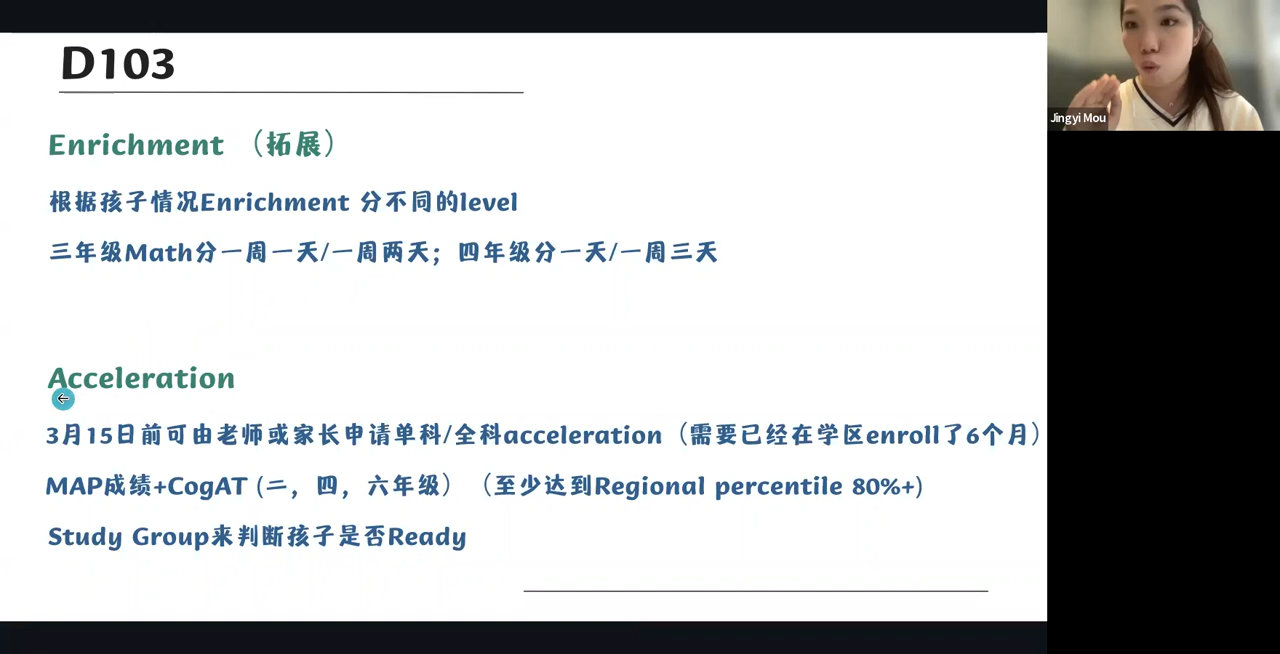 D103
Enrichment （拓展）
根据孩子情况Enrichment 分不同的level
三年级Math分一周一天/一周两天；四年级分一天/一周三天
Acceleration
3月15日前可由老师或家长申请单科/全科acceleration（需要已经在学区enroll了6个月）
MAP成绩+CogAT (二，四，六年级）（至少达到Regional percentile 80%+)
Study Group来判断孩子是否Ready
Jingyi Mou